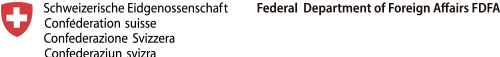 Schweizerische Eidgenossenschaft
Confédération suisse
Confederazione Svizzera
Confederaziun svizra
Federal Department of Foreign Affairs FDFA